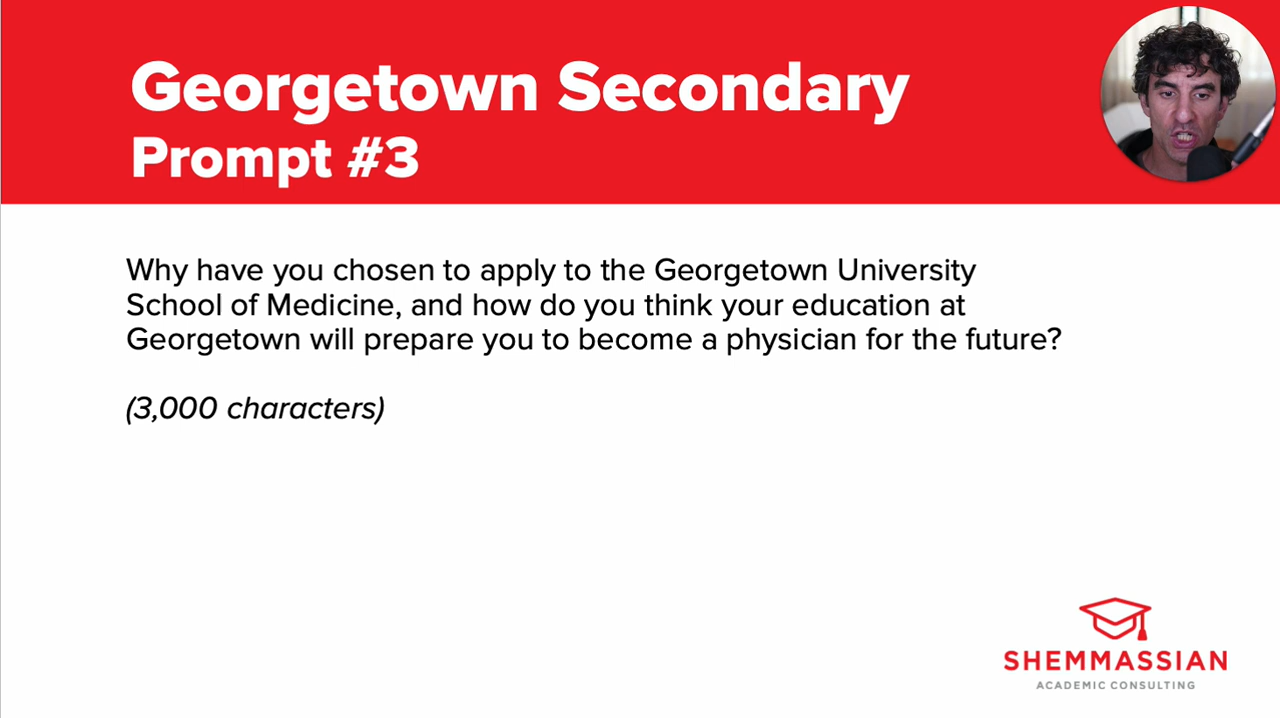 Georgetown Secondary
Prompt #3
Why have you chosen to apply to the Georgetown University
School of Medicine, and how do you think your education at
Georgetown will prepare you to become a physician for the future?
(3,000 characters)
SHEMMASSIAN
ACADEMIC CONSULTING